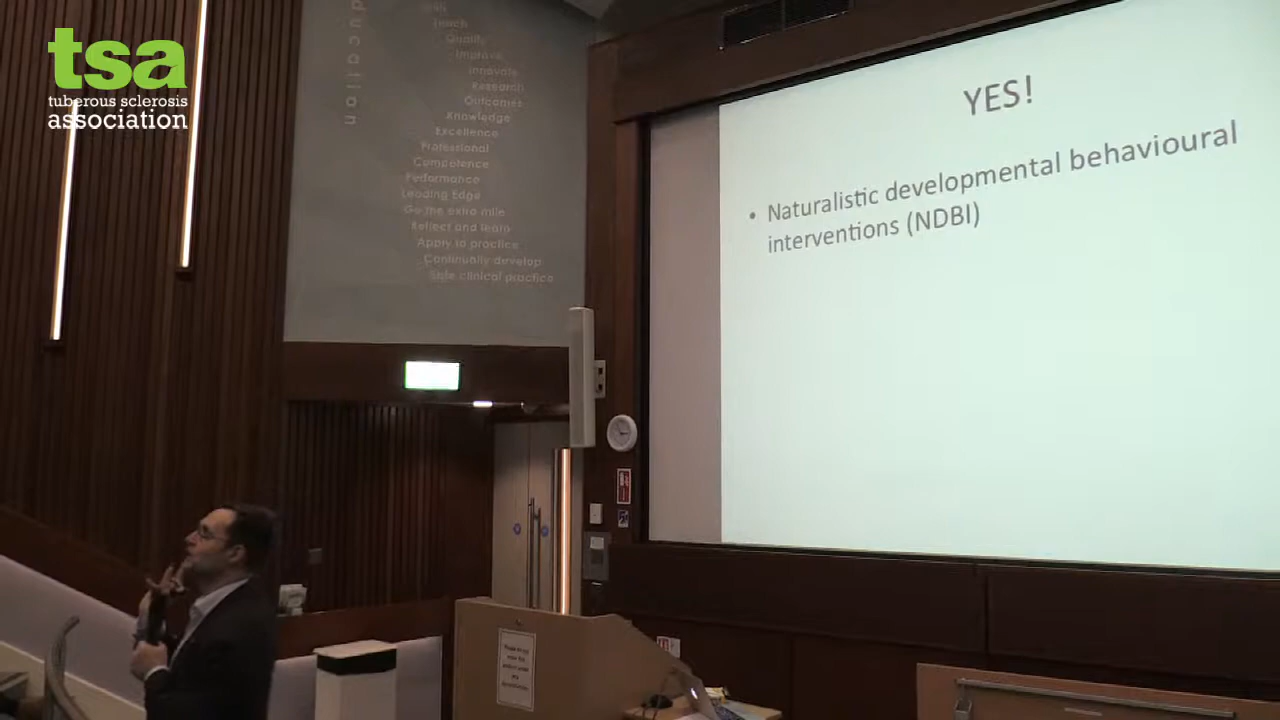 tsa
tuberous sclerosis
association
ducation
Teach
Quality
Improve
Innovate
Research
Outcomes
Knowledge
Excellence
Professional
Competence
Performance
Leading Edge
Go the extra mile
Reflect and learn
Apply to practice
Continually develop
Safe clinical practice
YES!
• Naturalistic developmental behavioural
interventions (NDBI)